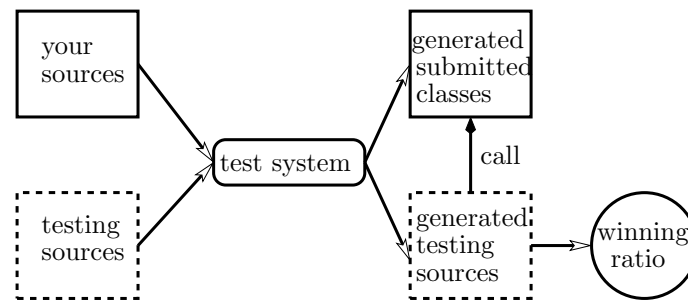 your
sources
testing
sources
test system
generated
submitted
classes
call
generated
testing
sources
winning
ratio